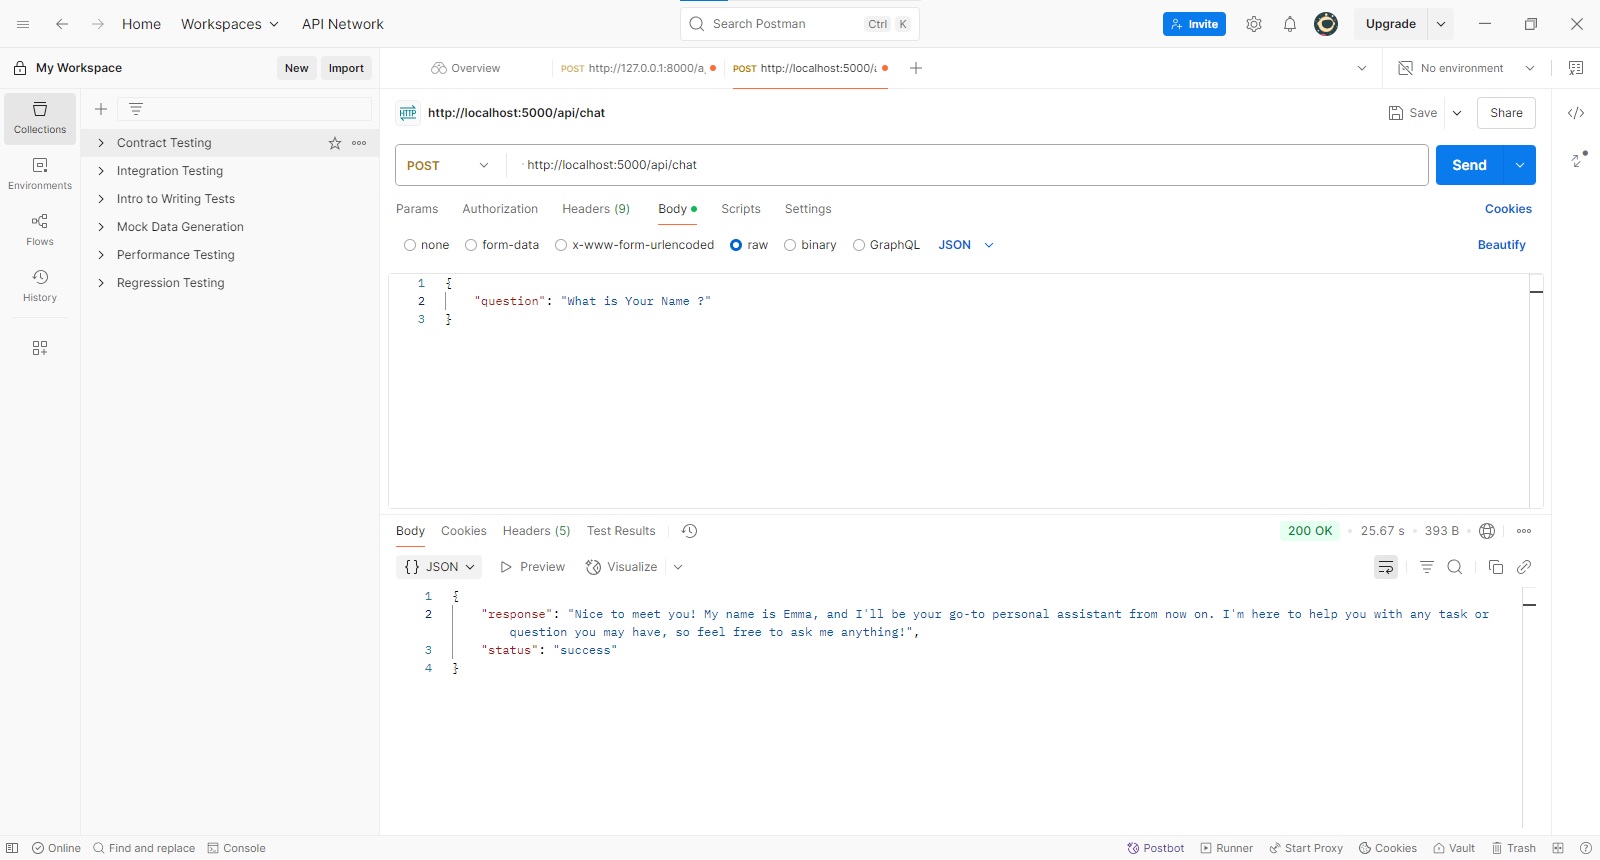 Home Workspaces API Network Search Postman Ctrl K Invite Upgrade
My Workspace New Import Overview POST http://127.0.0.1:8000/a POST http://localhost:5000/a No environment
Collections
Environments
Flows
History
Contract Testing
Integration Testing
Intro to Writing Tests
Mock Data Generation
Performance Testing
Regression Testing
HTTP http://localhost:5000/api/chat Save Share
POST http://localhost:5000/api/chat Send
Params Authorization Headers (9) Body Scripts Settings Cookies
none form-data x-www-form-urlencoded raw binary GraphQL JSON Beautify
1 {
2 "question": "What is Your Name ?"
3 }
Body Cookies Headers (5) Test Results 200 OK • 25.67 s • 393 B •
{} JSON Preview Visualize
1 {
2 "response": "Nice to meet you! My name is Emma, and I'll be your go-to personal assistant from now on. I'm here to help you with any task or
question you may have, so feel free to ask me anything!",
3 "status": "success"
4 }
Online Find and replace Console Postbot Runner Start Proxy Cookies Vault Trash